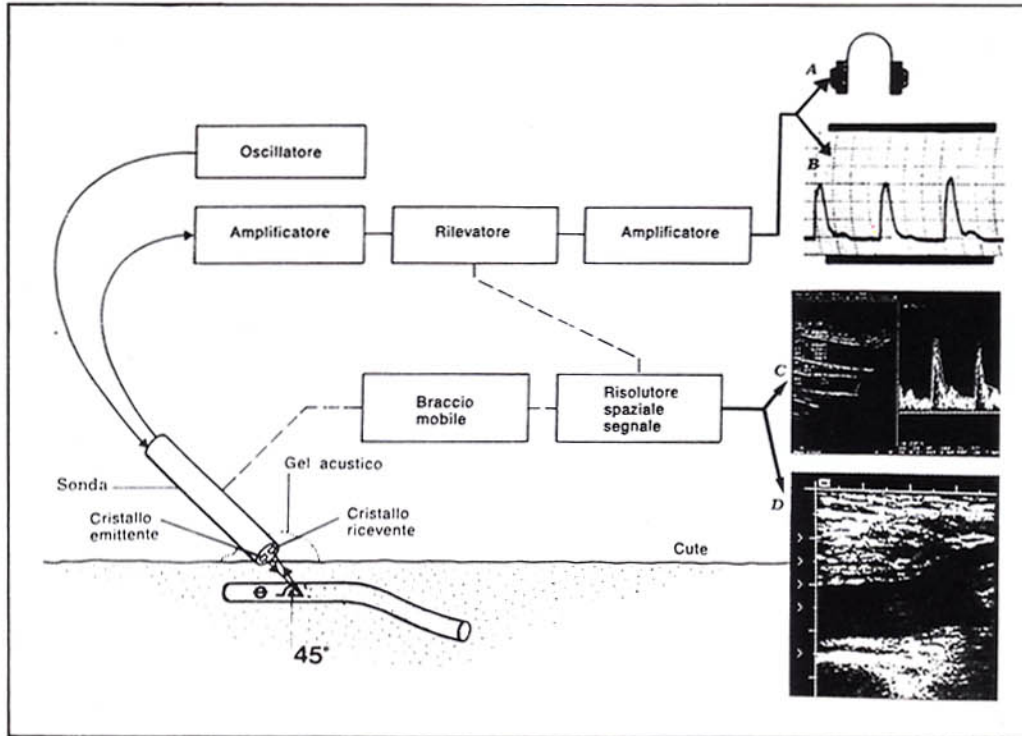 A
Oscillatore
B
Amplificatore
Rilevatore
Amplificatore
C
Braccio
mobile
Risolutore
spaziale
segnale
Gel acustico
Sonda
D
Cristallo
emittente
Cristallo
ricevente
Cute
Θ
45°